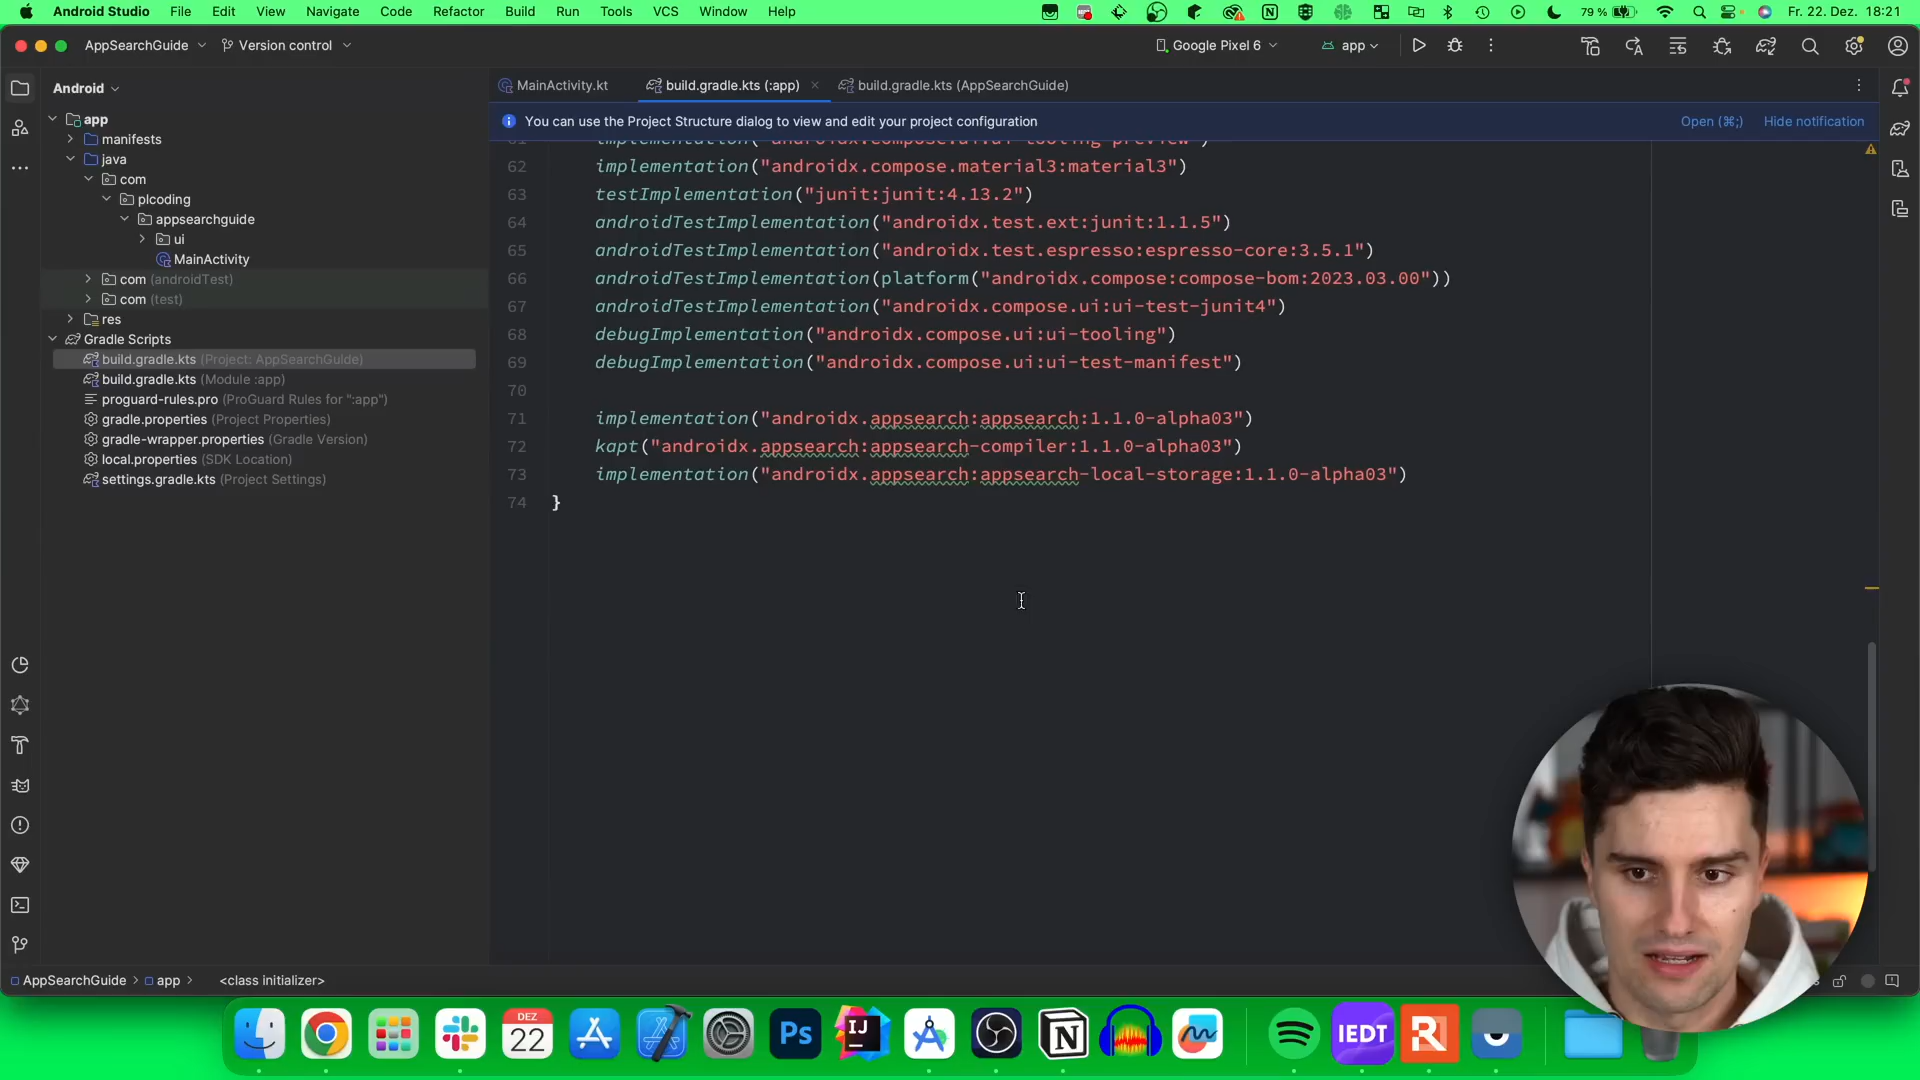 Android Studio File Edit View Navigate Code Refactor Build Run Tools VCS Window Help 79 % Fr. 22. Dez. 18:21
AppSearchGuide Version control Google Pixel 6 app
Android
MainActivity.kt build.gradle.kts (:app) build.gradle.kts (AppSearchGuide)
You can use the Project Structure dialog to view and edit your project configuration Open (⌘;) Hide notification
app
manifests
java
com
plcoding
appsearchguide
ui
MainActivity
com (androidTest)
com (test)
res
Gradle Scripts
build.gradle.kts (Project: AppSearchGuide)
build.gradle.kts (Module :app)
proguard-rules.pro (ProGuard Rules for ":app")
gradle.properties (Project Properties)
gradle-wrapper.properties (Gradle Version)
local.properties (SDK Location)
settings.gradle.kts (Project Settings)
61 implementation("androidx.compose.ui:ui-tooling-preview")
62 implementation("androidx.compose.material3:material3")
63 testImplementation("junit:junit:4.13.2")
64 androidTestImplementation("androidx.test.ext:junit:1.1.5")
65 androidTestImplementation("androidx.test.espresso:espresso-core:3.5.1")
66 androidTestImplementation(platform("androidx.compose:compose-bom:2023.03.00"))
67 androidTestImplementation("androidx.compose.ui:ui-test-junit4")
68 debugImplementation("androidx.compose.ui:ui-tooling")
69 debugImplementation("androidx.compose.ui:ui-test-manifest")
70
71 implementation("androidx.appsearch:appsearch:1.1.0-alpha03")
72 kapt("androidx.appsearch:appsearch-compiler:1.1.0-alpha03")
73 implementation("androidx.appsearch:appsearch-local-storage:1.1.0-alpha03")
74 }
AppSearchGuide app <class initializer>
DEZ
22
Ps
IJ
IEDT